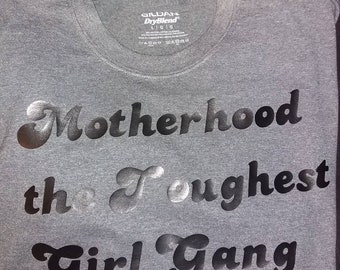 GILDAN
DryBlend
Motherhood
the Toughest
Girl Gang